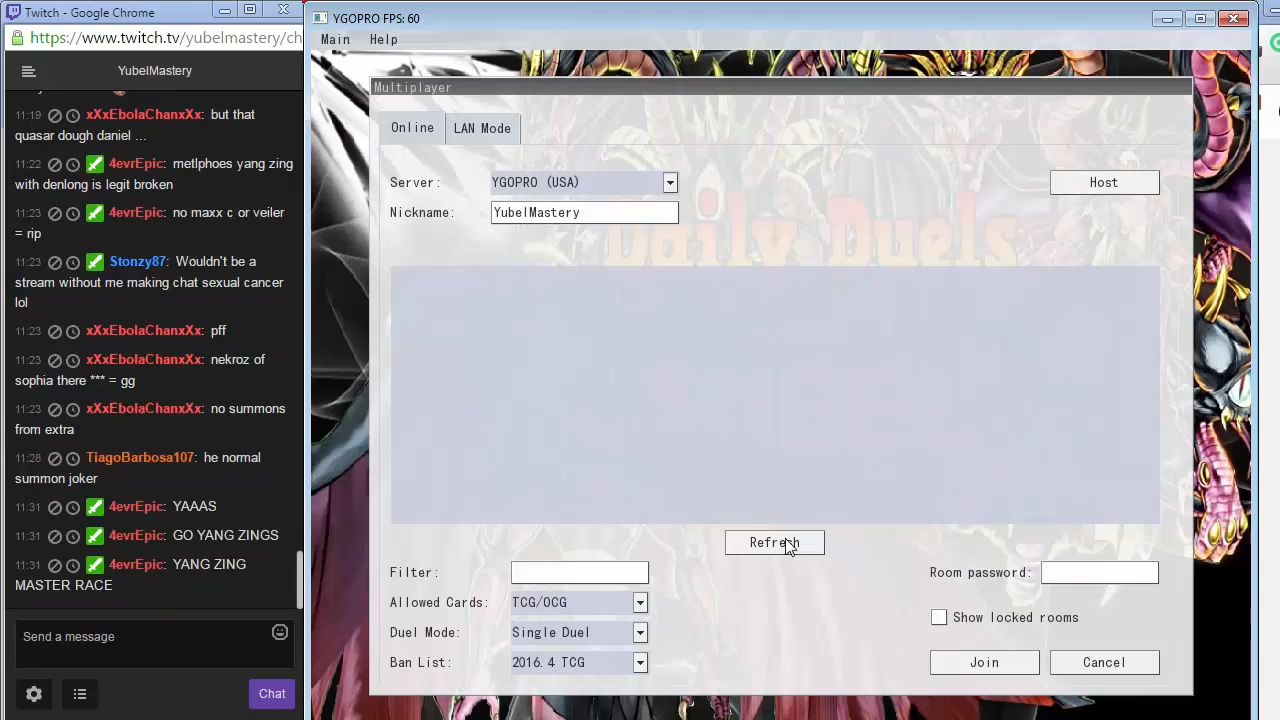 Twitch - Google Chrome
https://www.twitch.tv/yubelmastery/ch
YubelMastery
11:19 xXxEbolaChanxXx: but that
quasar dough daniel ...
11:22 4evrEpic: metlphoes yang zing
with denlong is legit broken
11:23 4evrEpic: no maxx c or veiler
= rip
11:23 Stonzy87: Wouldn't be a
stream without me making chat sexual cancer
lol
11:23 xXxEbolaChanxXx: pff
11:23 xXxEbolaChanxXx: nekroz of
sophia there *** = gg
11:23 xXxEbolaChanxXx: no summons
from extra
11:28 TiagoBarbosa107: he normal
summon joker
11:31 4evrEpic: YAAAS
11:31 4evrEpic: GO YANG ZINGS
11:31 4evrEpic: YANG ZING
MASTER RACE
Send a message
Chat
YGOPRO FPS: 60
Main Help
Multiplayer
Online LAN Mode
Server: YGOPRO (USA) Host
Nickname: YubelMastery
Daily Duels
Refresh
Filter: Room password:
Allowed Cards: TCG/OCG
Show locked rooms
Duel Mode: Single Duel
Ban List: 2016.4 TCG Join Cancel